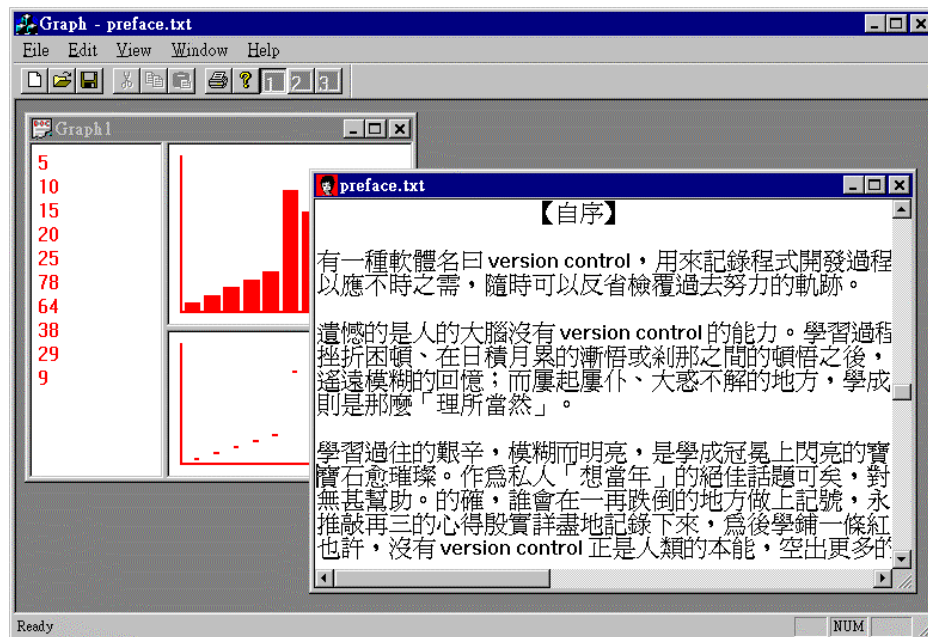 Graph - preface.txt
File Edit View Window Help
1 2 3
Graph1
5
10
15
20
25
78
64
38
29
9
preface.txt
【自序】
有一種軟體名曰 version control，用來記錄程式開發過程
以應不時之需，隨時可以反省檢覆過去努力的軌跡。
遺憾的是人的大腦沒有 version control 的能力。學習過程
挫折困頓、在日積月累的漸悟或剎那之間的頓悟之後，
遙遠模糊的回憶；而屢起屢仆、大惑不解的地方，學成
則是那麼「理所當然」。
學習過往的艱辛，模糊而明亮，是學成冠冕上閃亮的寶
寶石愈璀璨。作為私人「想當年」的絕佳話題可矣，對
無甚幫助。的確，誰會在一再跌倒的地方做上記號，永
推敲再三的心得殷實詳盡地記錄下來，為後學鋪一條紅
也許，沒有 version control 正是人類的本能，空出更多的
Ready
NUM